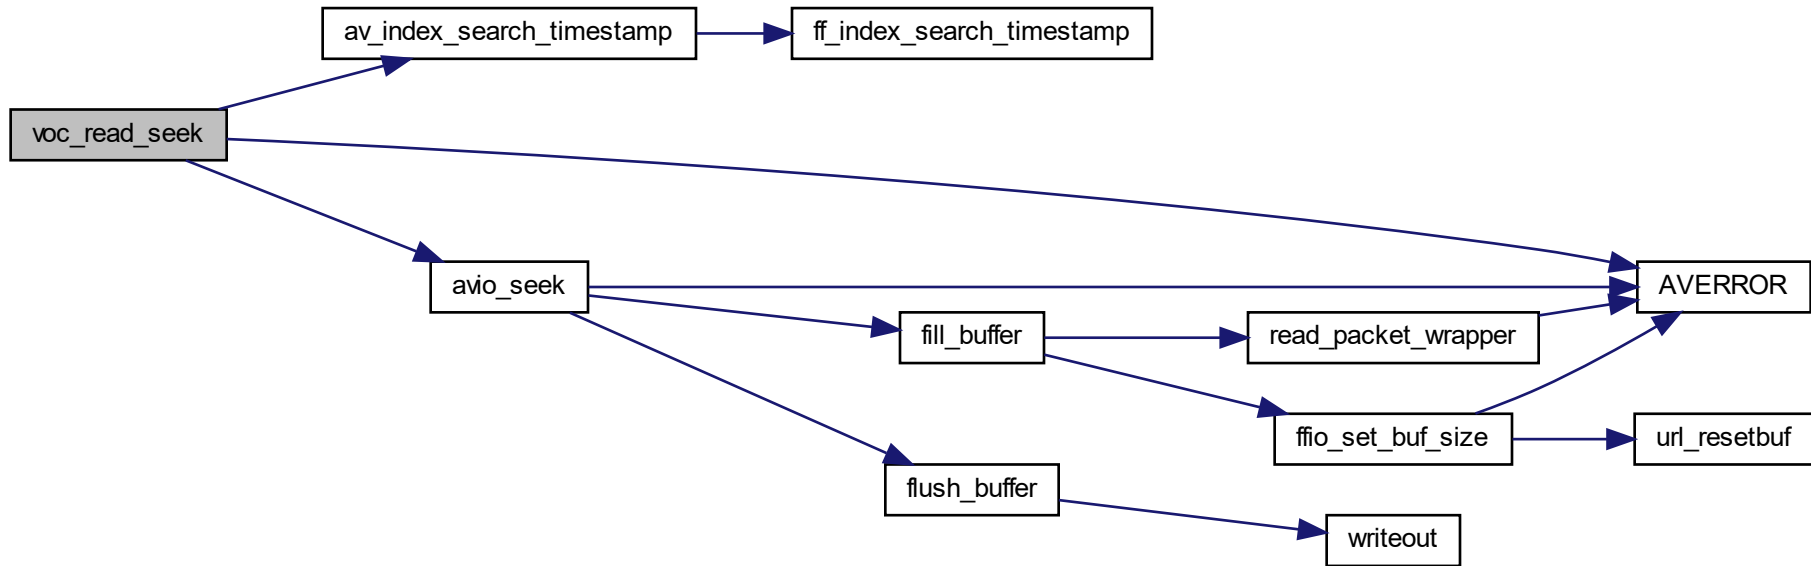 av_index_search_timestamp
ff_index_search_timestamp
voc_read_seek
avio_seek
AVERROR
fill_buffer
read_packet_wrapper
ffio_set_buf_size
url_resetbuf
flush_buffer
writeout